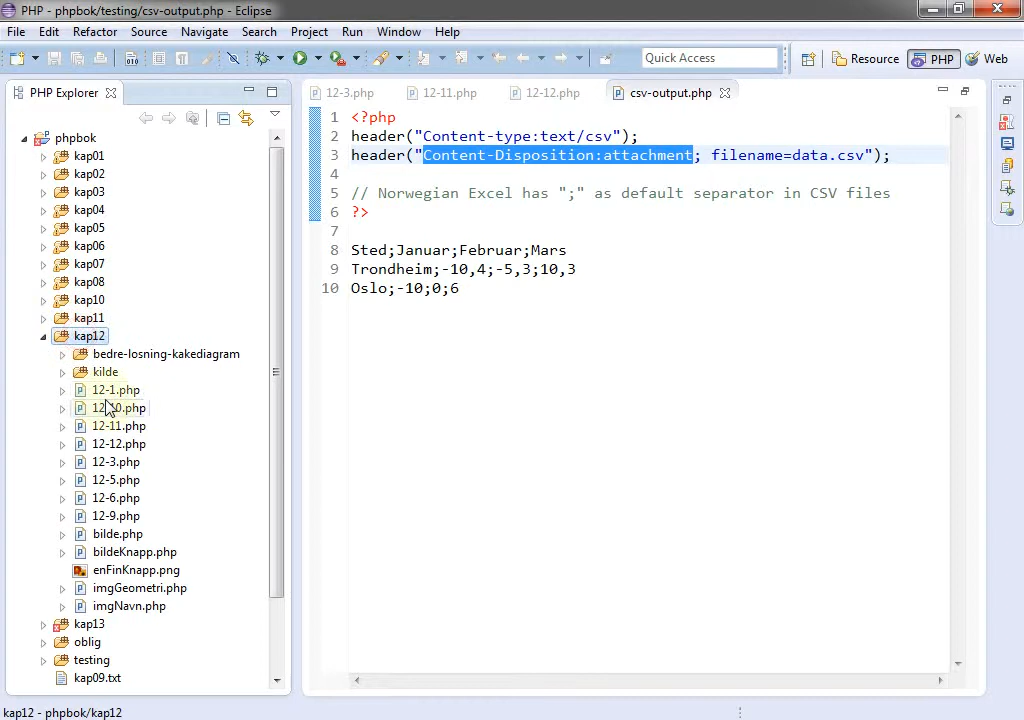 PHP - phpbok/testing/csv-output.php - Eclipse
File Edit Refactor Source Navigate Search Project Run Window Help
Quick Access
Resource PHP Web
PHP Explorer
12-3.php 12-11.php 12-12.php csv-output.php
phpbok
kap01
kap02
kap03
kap04
kap05
kap06
kap07
kap08
kap10
kap11
kap12
bedre-losning-kakediagram
kilde
12-1.php
12-10.php
12-11.php
12-12.php
12-3.php
12-5.php
12-6.php
12-9.php
bilde.php
bildeKnapp.php
enFinKnapp.png
imgGeometri.php
imgNavn.php
kap13
oblig
testing
kap09.txt
1 <?php
2 header("Content-type:text/csv");
3 header("Content-Disposition:attachment; filename=data.csv");
4
5 // Norwegian Excel has ";" as default separator in CSV files
6 ?>
7
8 Sted;Januar;Februar;Mars
9 Trondheim;-10,4;-5,3;10,3
10 Oslo;-10;0;6
kap12 - phpbok/kap12